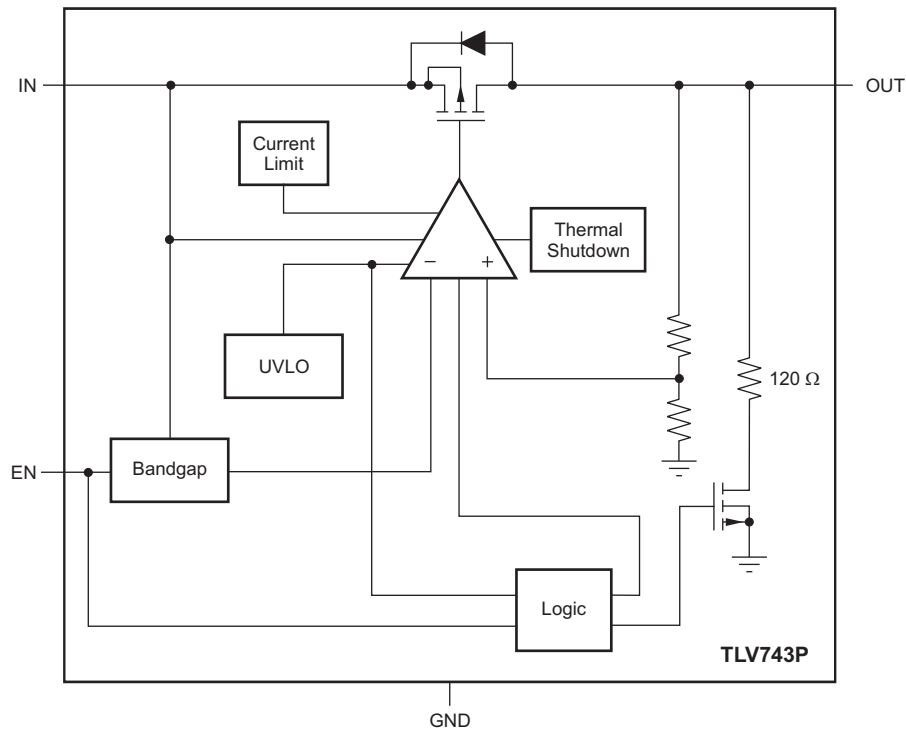 IN
OUT
Current
Limit
Thermal
Shutdown
−
+
UVLO
120 Ω
EN
Bandgap
Logic
TLV743P
GND